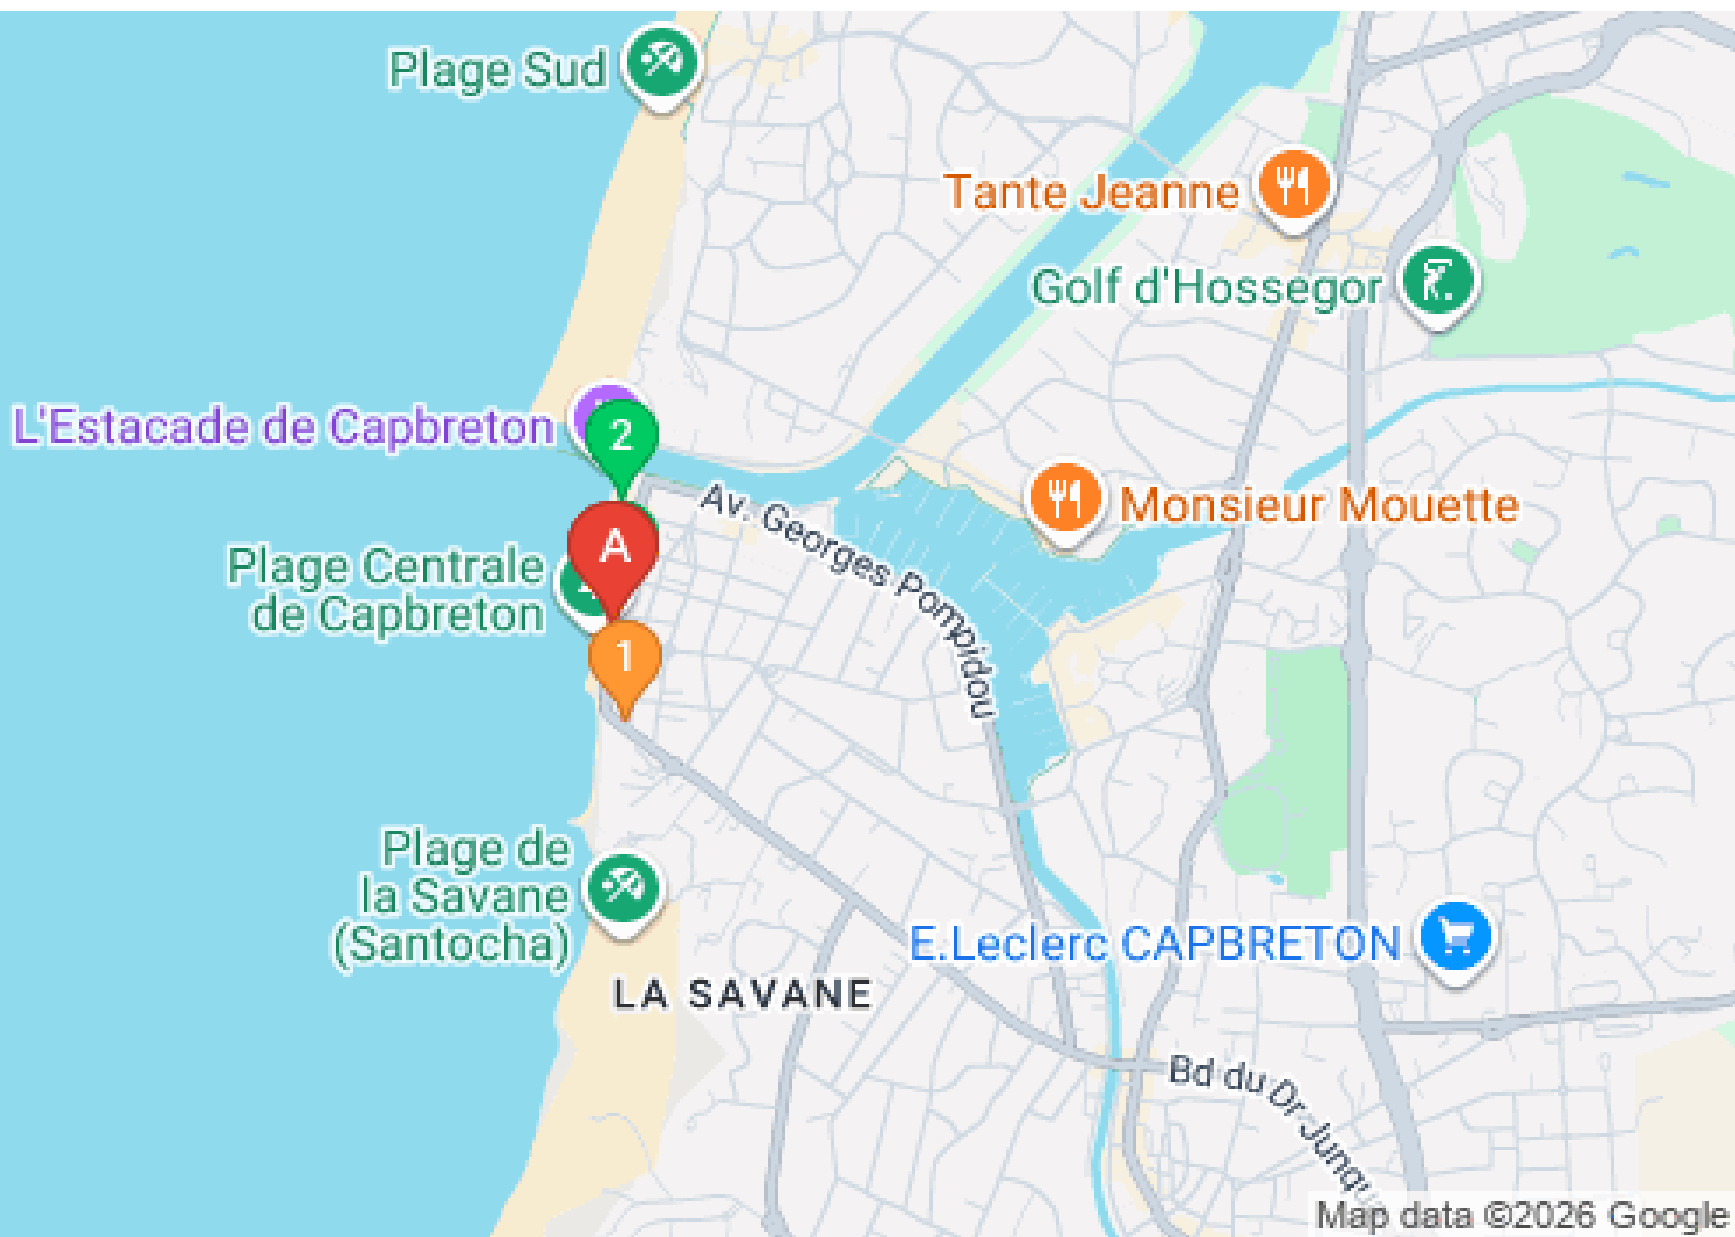 Plage Sud
Tante Jeanne
Golf d'Hossegor
L'Estacade de Capbreton
2
Av. Georges Pompidou
Monsieur Mouette
A
Plage Centrale
de Capbreton
1
Plage de
la Savane
(Santocha)
E.Leclerc CAPBRETON
LA SAVANE
Bd du Dr Junqu
Map data ©2026 Google